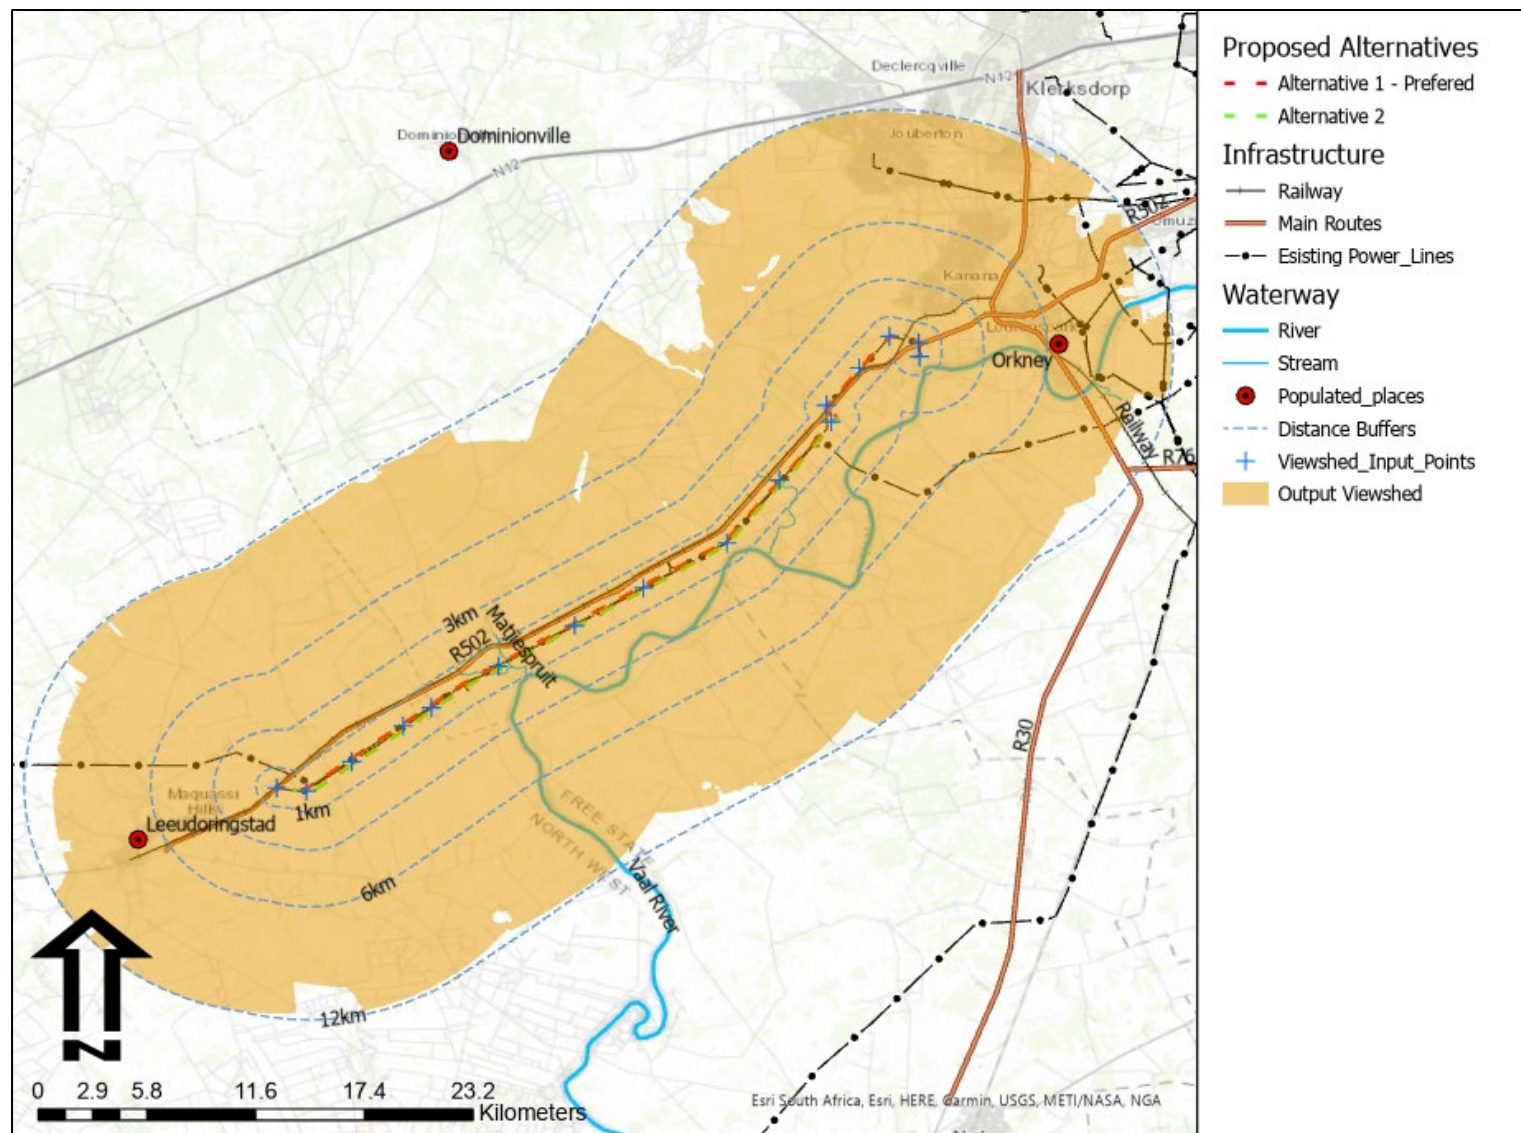 Declercqville
N12
Klerksdorp
Dominionville
Jouberton
N12
R502
Kanana
Orkney
Railway
R76
3km
R502
Matjespruit
R30
Maquassi
Hills
Leeudoringstad
1km
FREE STATE
NORTH WEST
6km
Vaal River
12km
N
0 2.9 5.8 11.6 17.4 23.2
Kilometers
Esri South Africa, Esri, HERE, Garmin, USGS, METI/NASA, NGA
Proposed Alternatives
Alternative 1 - Prefered
Alternative 2
Infrastructure
Railway
Main Routes
Esisting Power_Lines
Waterway
River
Stream
Populated_places
Distance Buffers
Viewshed_Input_Points
Output Viewshed